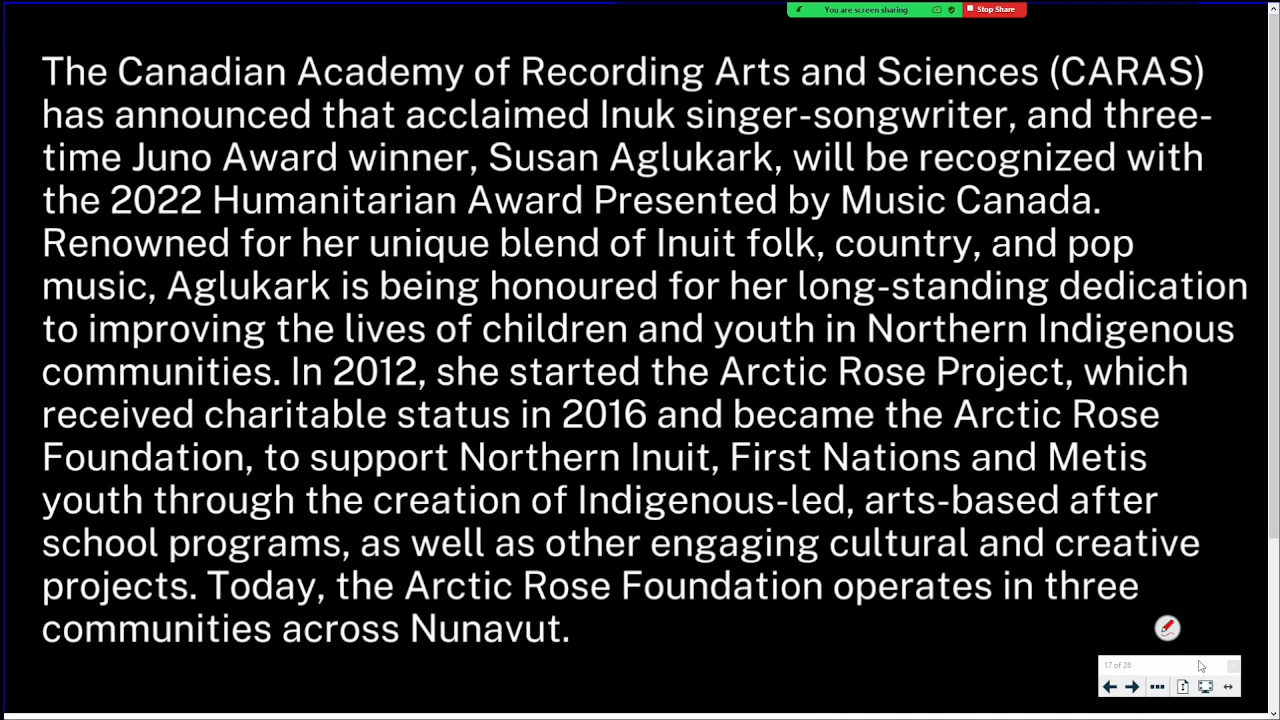 You are screen sharing
Stop Share
The Canadian Academy of Recording Arts and Sciences (CARAS)
has announced that acclaimed Inuk singer-songwriter, and three-
time Juno Award winner, Susan Aglukark, will be recognized with
the 2022 Humanitarian Award Presented by Music Canada.
Renowned for her unique blend of Inuit folk, country, and pop
music, Aglukark is being honoured for her long-standing dedication
to improving the lives of children and youth in Northern Indigenous
communities. In 2012, she started the Arctic Rose Project, which
received charitable status in 2016 and became the Arctic Rose
Foundation, to support Northern Inuit, First Nations and Metis
youth through the creation of Indigenous-led, arts-based after
school programs, as well as other engaging cultural and creative
projects. Today, the Arctic Rose Foundation operates in three
communities across Nunavut.
17 of 28